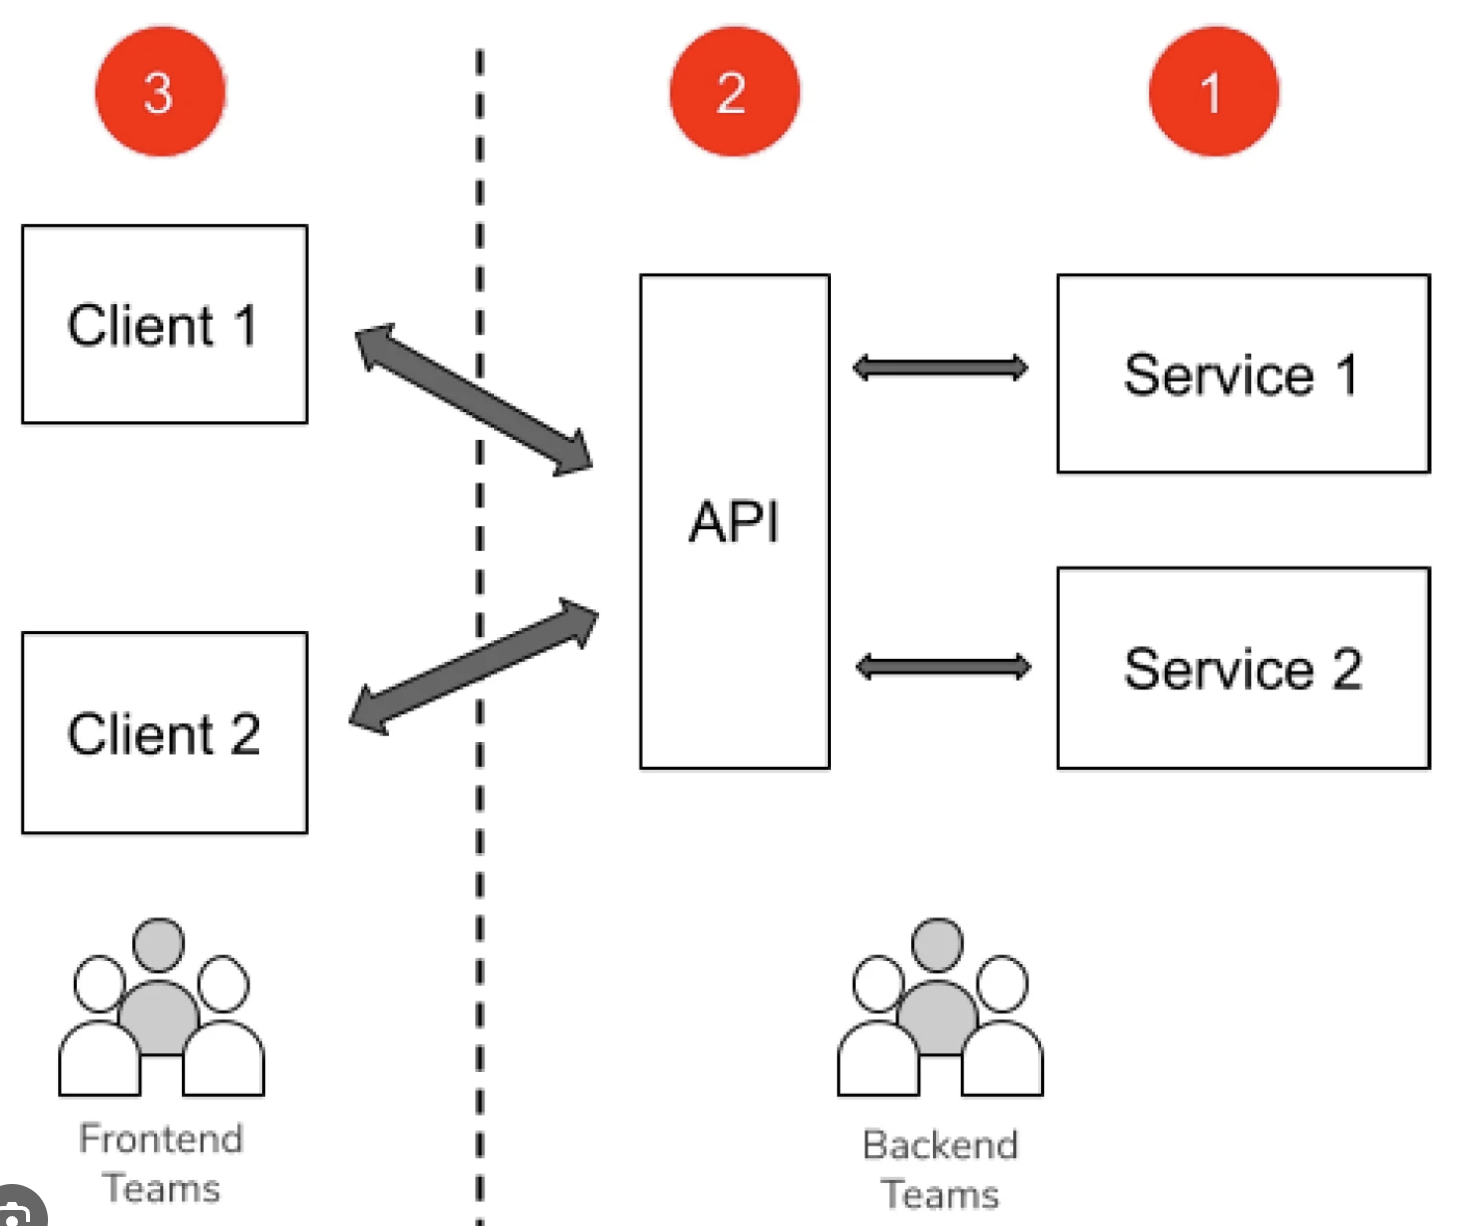 3
2
1
Client 1
Service 1
API
Service 2
Client 2
Frontend
Teams
Backend
Teams